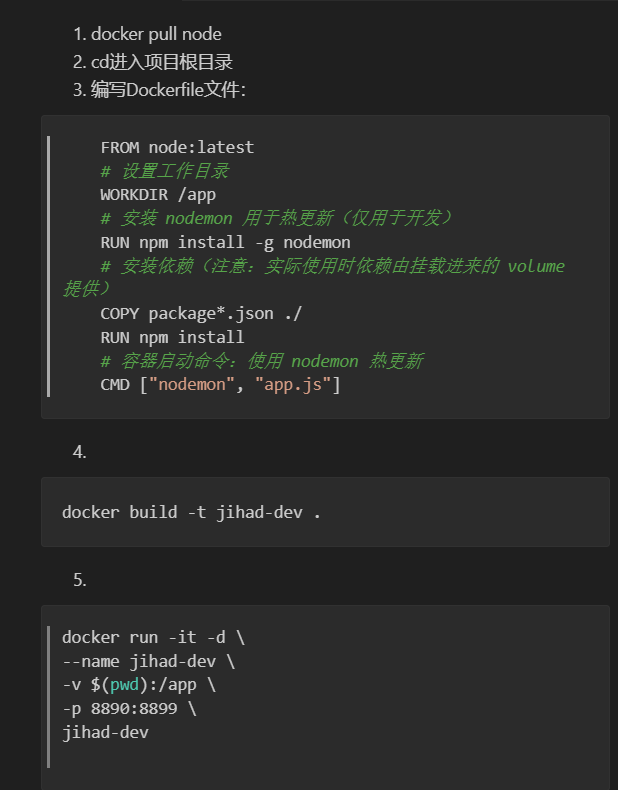 1. docker pull node
2. cd进入项目根目录
3. 编写Dockerfile文件：
FROM node:latest
# 设置工作目录
WORKDIR /app
# 安装 nodemon 用于热更新（仅用于开发）
RUN npm install -g nodemon
# 安装依赖（注意：实际使用时依赖由挂载进来的 volume
提供）
COPY package*.json ./
RUN npm install
# 容器启动命令：使用 nodemon 热更新
CMD ["nodemon", "app.js"]
4.
docker build -t jihad-dev .
5.
docker run -it -d \
--name jihad-dev \
-v $(pwd):/app \
-p 8890:8899 \
jihad-dev